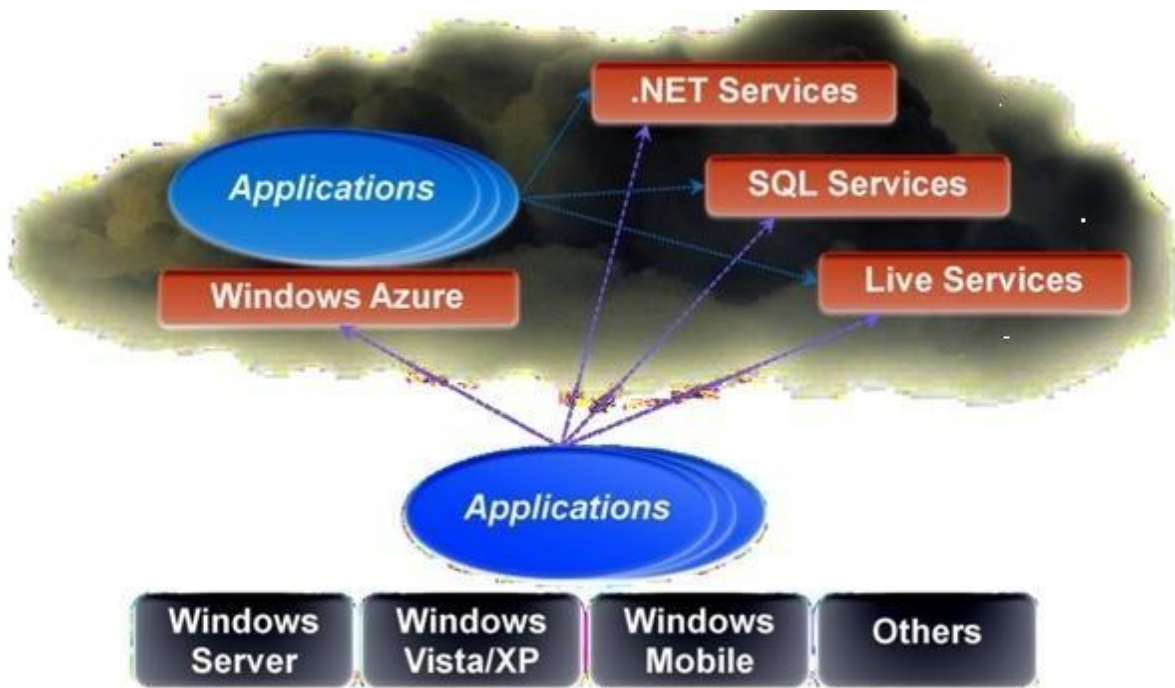 .NET Services
Applications
SQL Services
Live Services
Windows Azure
Applications
Windows
Server
Windows
Vista/XP
Windows
Mobile
Others